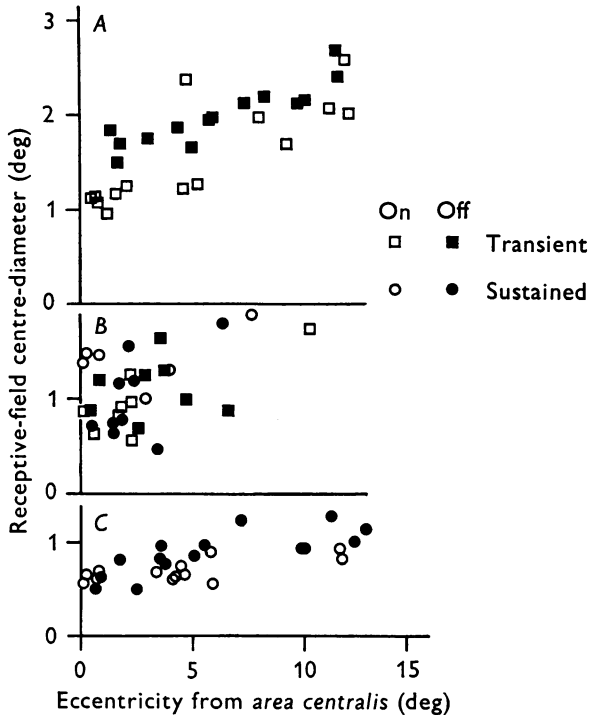 3
A
2
1
0
On Off
Transient
Sustained
B
1
0
C
1
0
0 5 10 15
Eccentricity from area centralis (deg)
Receptive-field centre-diameter (deg)